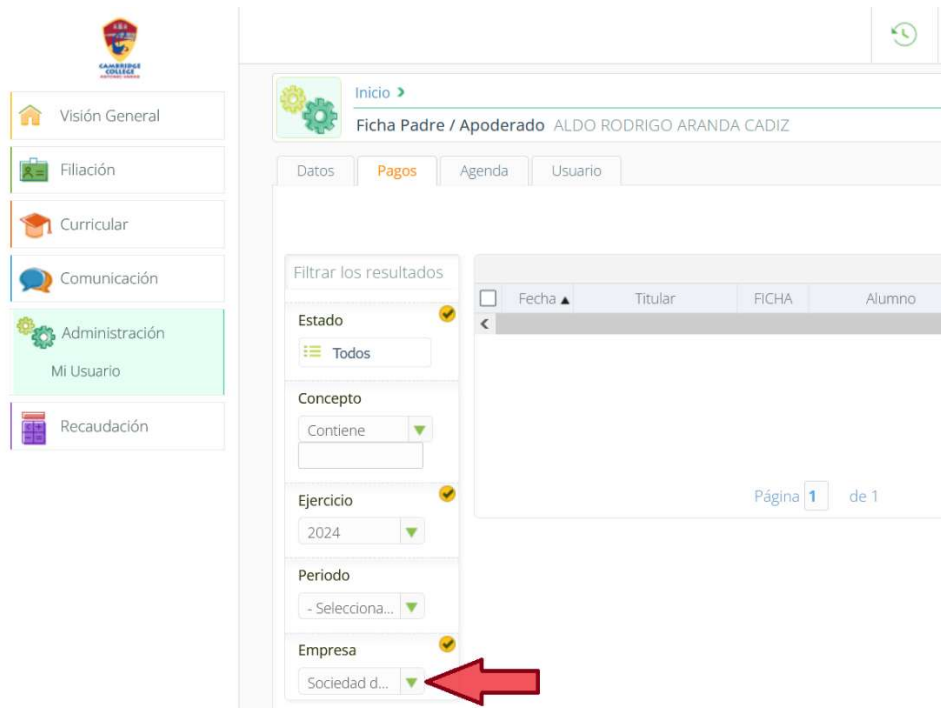 CAMBRIDGE
COLLEGE
Visión General
Filiación
Curricular
Comunicación
Administración
Mi Usuario
Recaudación
Inicio >
Ficha Padre / Apoderado ALDO RODRIGO ARANDA CADIZ
Datos Pagos Agenda Usuario
Filtrar los resultados
Estado
Todos
Concepto
Contiene
Ejercicio
2024
Periodo
- Selecciona...
Empresa
Sociedad d...
Fecha ▲ Titular FICHA Alumno
Página 1 de 1